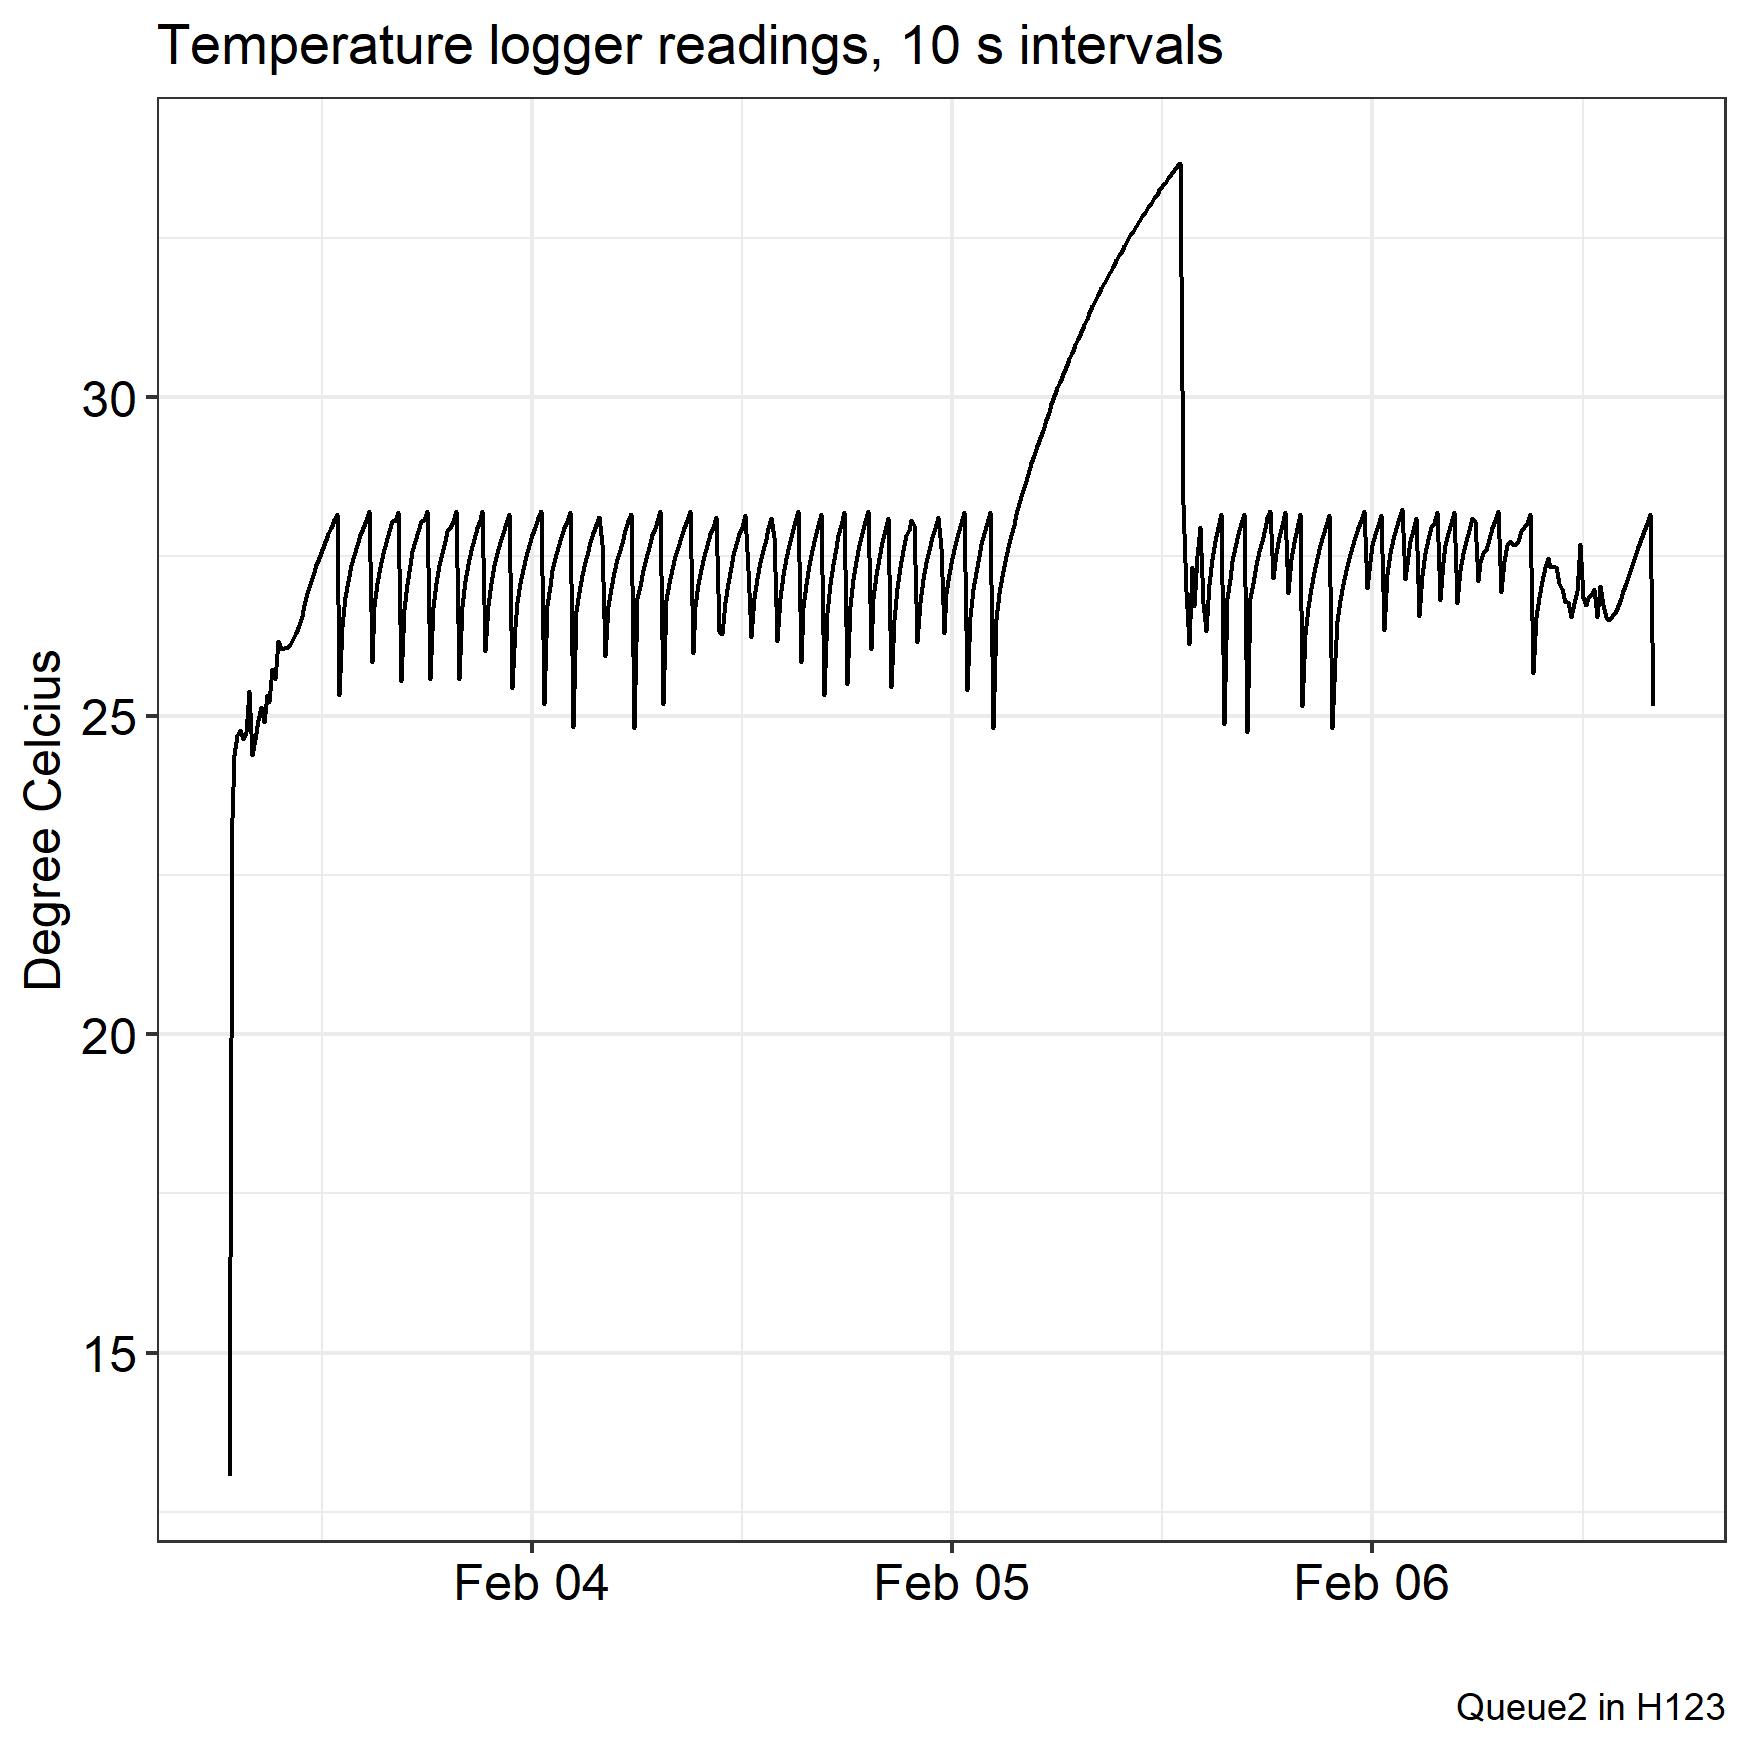 Temperature logger readings, 10 s intervals
Degree Celcius
30
25
20
15
Feb 04
Feb 05
Feb 06
Queue2 in H123